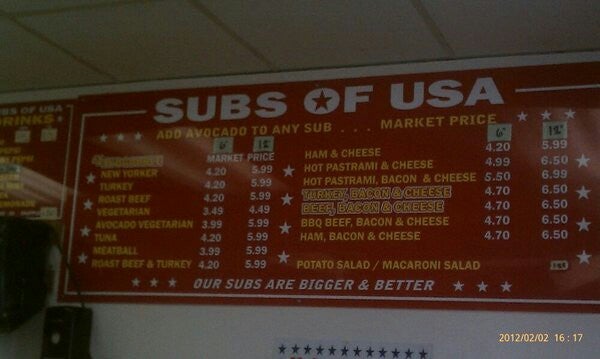 BS OF USA
DRINKS
SUBS OF USA
ADD AVOCADO TO ANY SUB . . . MARKET PRICE
6" 12"
MARKET PRICE
NEW YORKER 4.20 5.99
TURKEY 4.20 5.99
ROAST BEEF 4.20 5.99
VEGETARIAN 3.49 4.49
AVOCADO VEGETARIAN 3.99 5.99
TUNA 4.20 5.99
MEATBALL 3.99 5.99
ROAST BEEF & TURKEY 4.20 5.99
6" 12"
HAM & CHEESE 4.20 5.99
HOT PASTRAMI & CHEESE 4.99 6.50
HOT PASTRAMI, BACON & CHEESE 5.50 6.99
TURKEY, BACON & CHEESE 4.70 6.50
BEEF, BACON & CHEESE 4.70 6.50
BBQ BEEF, BACON & CHEESE 4.70 6.50
HAM, BACON & CHEESE 4.70 6.50
POTATO SALAD / MACARONI SALAD
OUR SUBS ARE BIGGER & BETTER
2012/02/02 16:17